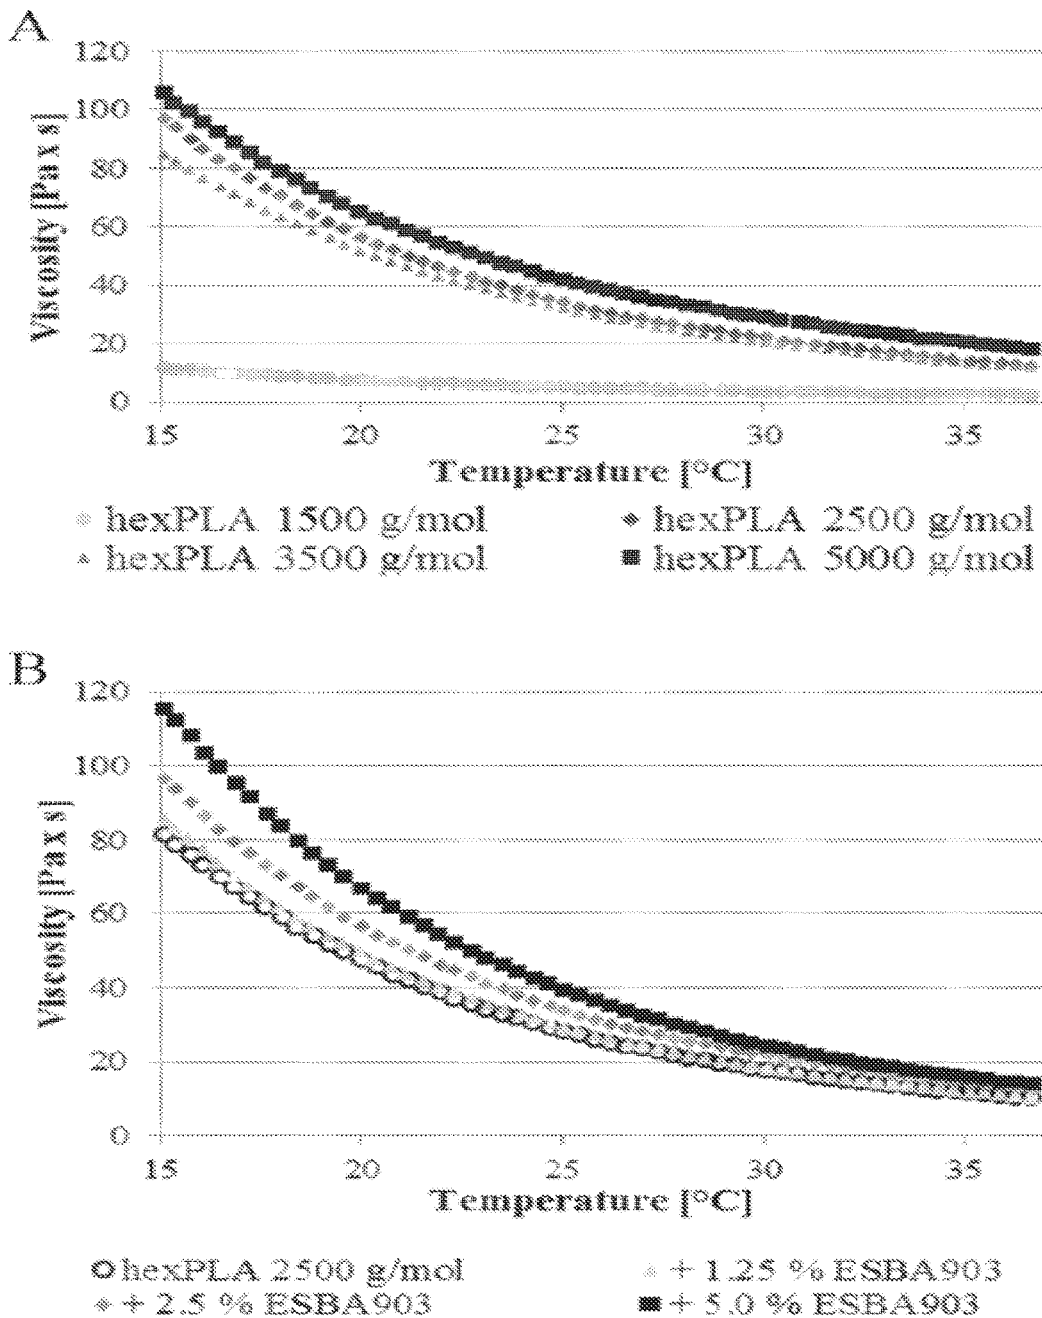 A
120
100
80
60
40
20
0
Viscosity [Pa x s]
15 20 25 30 35
Temperature [°C]
hexPLA 1500 g/mol hexPLA 2500 g/mol
hexPLA 3500 g/mol hexPLA 5000 g/mol
B
120
100
80
60
40
20
0
Viscosity [Pa x s]
15 20 25 30 35
Temperature [°C]
hexPLA 2500 g/mol + 1.25 % ESBA903
+ 2.5 % ESBA903 + 5.0 % ESBA903